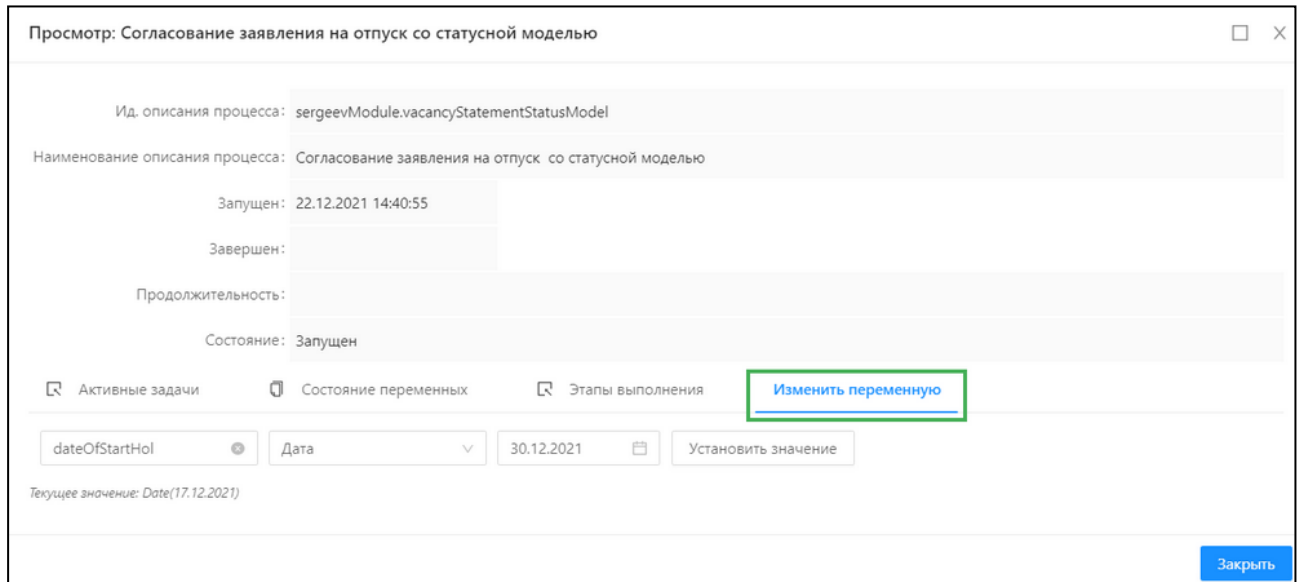 Просмотр: Согласование заявления на отпуск со статусной моделью
Ид. описания процесса: sergeevModule.vacancyStatementStatusModel
Наименование описания процесса: Согласование заявления на отпуск  со статусной моделью
Запущен: 22.12.2021 14:40:55
Завершен:
Продолжительность:
Состояние: Запущен
Активные задачи Состояние переменных Этапы выполнения Изменить переменную
dateOfStartHol Дата 30.12.2021 Установить значение
Текущее значение: Date(17.12.2021)
Закрыть